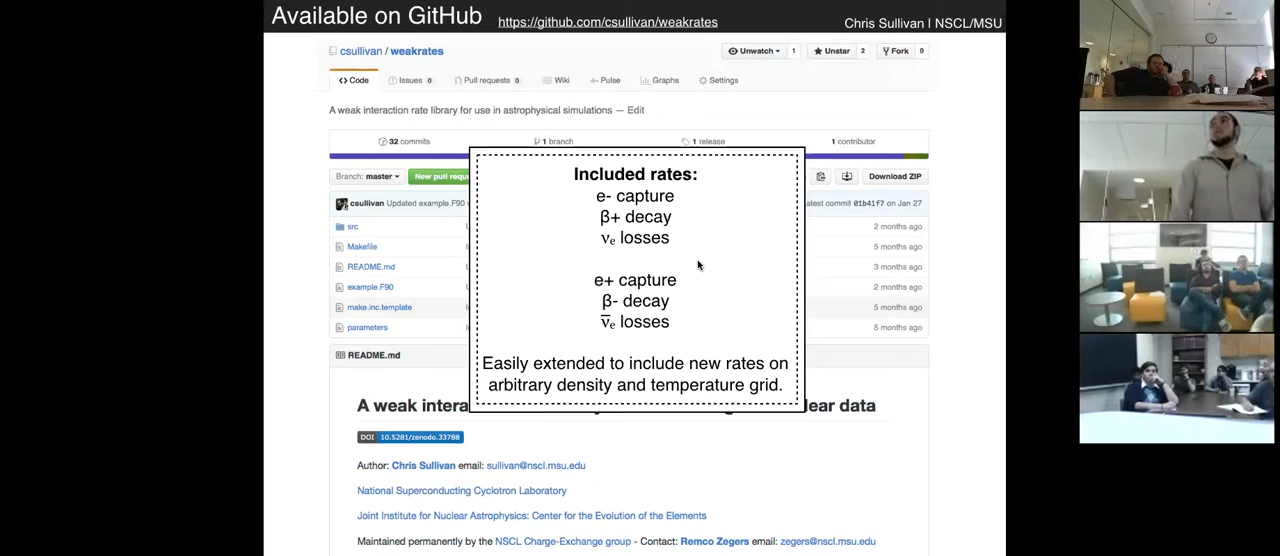 Available on GitHub https://github.com/csullivan/weakrates Chris Sullivan | NSCL/MSU
csullivan / weakrates Unwatch 1 Unstar 2 Fork 0
Code Issues 0 Pull requests 0 Wiki Pulse Graphs Settings
A weak interaction rate library for use in astrophysical simulations — Edit
32 commits 1 branch 1 release 1 contributor
Branch: master New pull requ Download ZIP
csullivan Updated example.F90 atest commit 01b41f7 on Jan 27
src 2 months ago
Makefile 5 months ago
README.md 3 months ago
example.F90 2 months ago
make.inc.template 5 months ago
parameters 5 months ago
Included rates:
e- capture
β+ decay
νₑ losses
e+ capture
β- decay
ν̅ₑ losses
Easily extended to include new rates on
arbitrary density and temperature grid.
README.md
A weak intera lear data
DOI 10.5281/zenodo.33788
Author: Chris Sullivan email: sullivan@nscl.msu.edu
National Superconducting Cyclotron Laboratory
Joint Institute for Nuclear Astrophysics: Center for the Evolution of the Elements
Maintained permanently by the NSCL Charge-Exchange group - Contact: Remco Zegers email: zegers@nscl.msu.edu